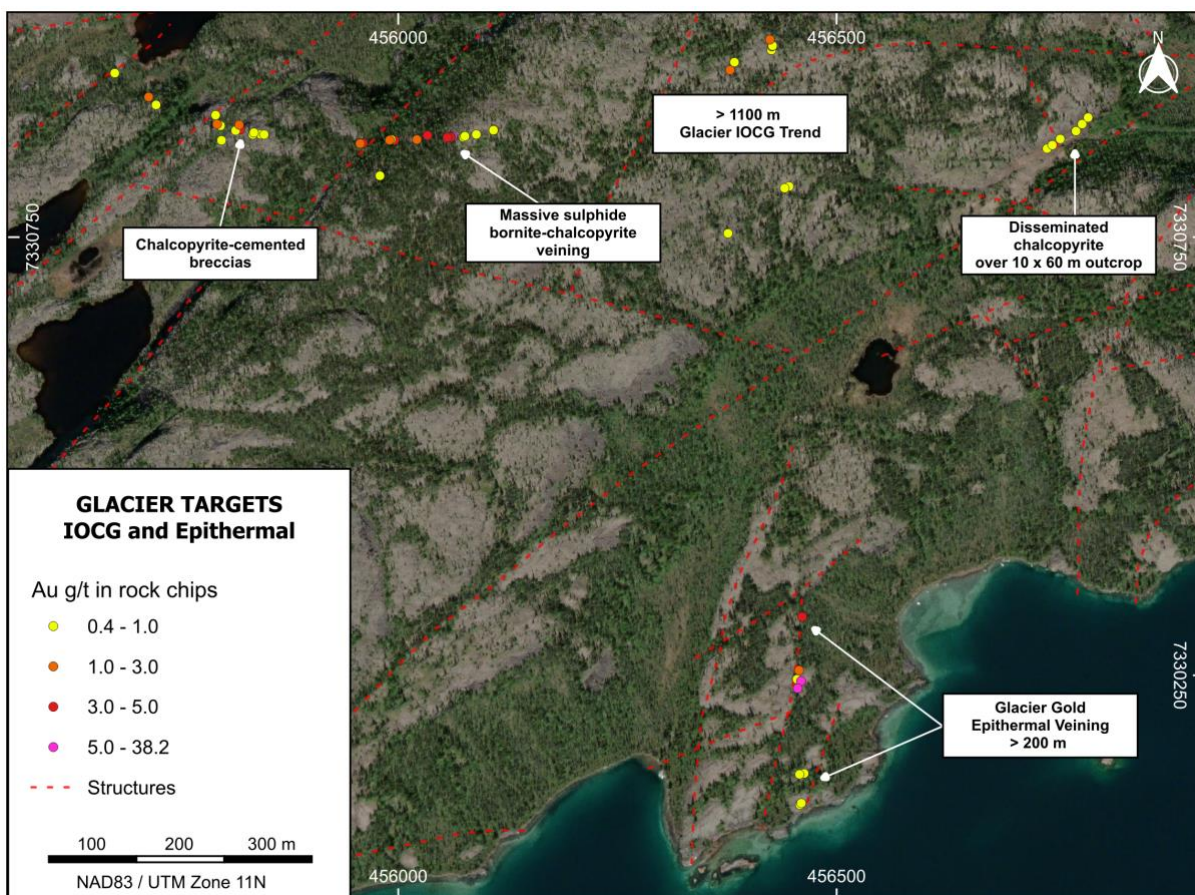 456000
456500
N
> 1100 m
Glacier IOCG Trend
7330750
7330750
Chalcopyrite-cemented
breccias
Massive sulphide
bornite-chalcopyrite
veining
Disseminated
chalcopyrite
over 10 x 60 m outcrop
GLACIER TARGETS
IOCG and Epithermal
Au g/t in rock chips
0.4 - 1.0
1.0 - 3.0
3.0 - 5.0
5.0 - 38.2
Structures
100 200 300 m
NAD83 / UTM Zone 11N
7330250
Glacier Gold
Epithermal Veining
> 200 m
456000
456500